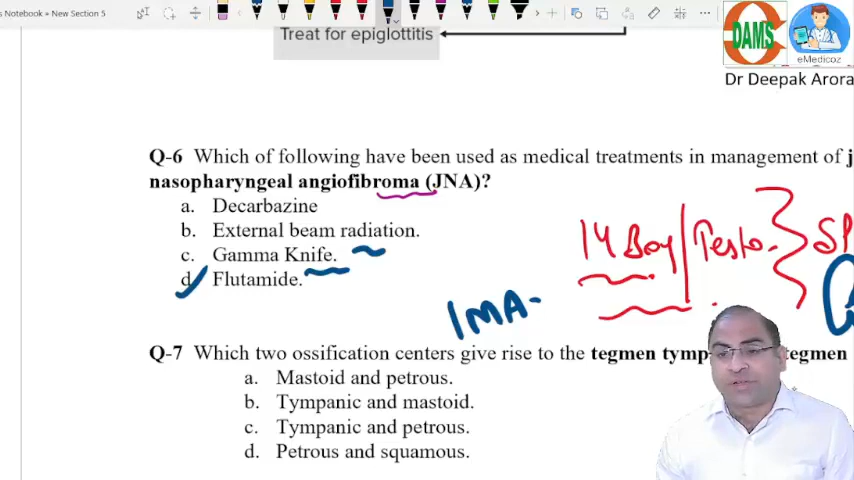 s Notebook » New Section 5
Treat for epiglottitis
DAMS
eMedicoz
Dr Deepak Arora
Q-6 Which of following have been used as medical treatments in management of j
nasopharyngeal angiofibroma (JNA)?
a. Decarbazine
b. External beam radiation.
c. Gamma Knife.
d. Flutamide.
14 Boy Testo. SP
IMA-
Q-7 Which two ossification centers give rise to the tegmen tymp tegmen
a. Mastoid and petrous.
b. Tympanic and mastoid.
c. Tympanic and petrous.
d. Petrous and squamous.